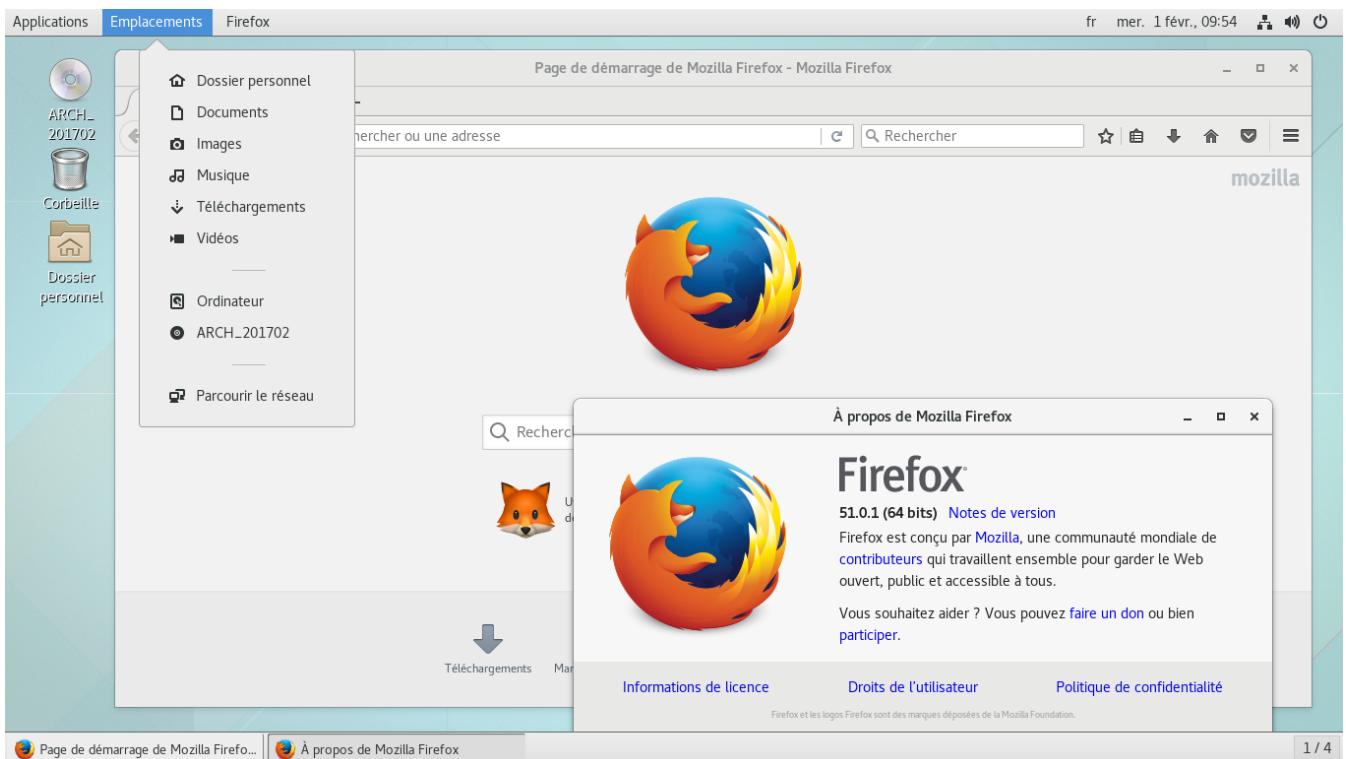 Applications Emplacements Firefox fr mer. 1 févr., 09:54
ARCH_
201702
Corbeille
Dossier
personnel
Dossier personnel
Documents
Images
Musique
Téléchargements
Vidéos
Ordinateur
ARCH_201702
Parcourir le réseau
Page de démarrage de Mozilla Firefox - Mozilla Firefox
ou une adresse
Rechercher
mozilla
À propos de Mozilla Firefox
Firefox
51.0.1 (64 bits) Notes de version
Firefox est conçu par Mozilla, une communauté mondiale de
contributeurs qui travaillent ensemble pour garder le Web
ouvert, public et accessible à tous.
Vous souhaitez aider ? Vous pouvez faire un don ou bien
participer.
Informations de licence Droits de l'utilisateur Politique de confidentialité
Firefox et les logos Firefox sont des marques déposées de la Mozilla Foundation.
Téléchargements
Page de démarrage de Mozilla Firefo... À propos de Mozilla Firefox 1 / 4